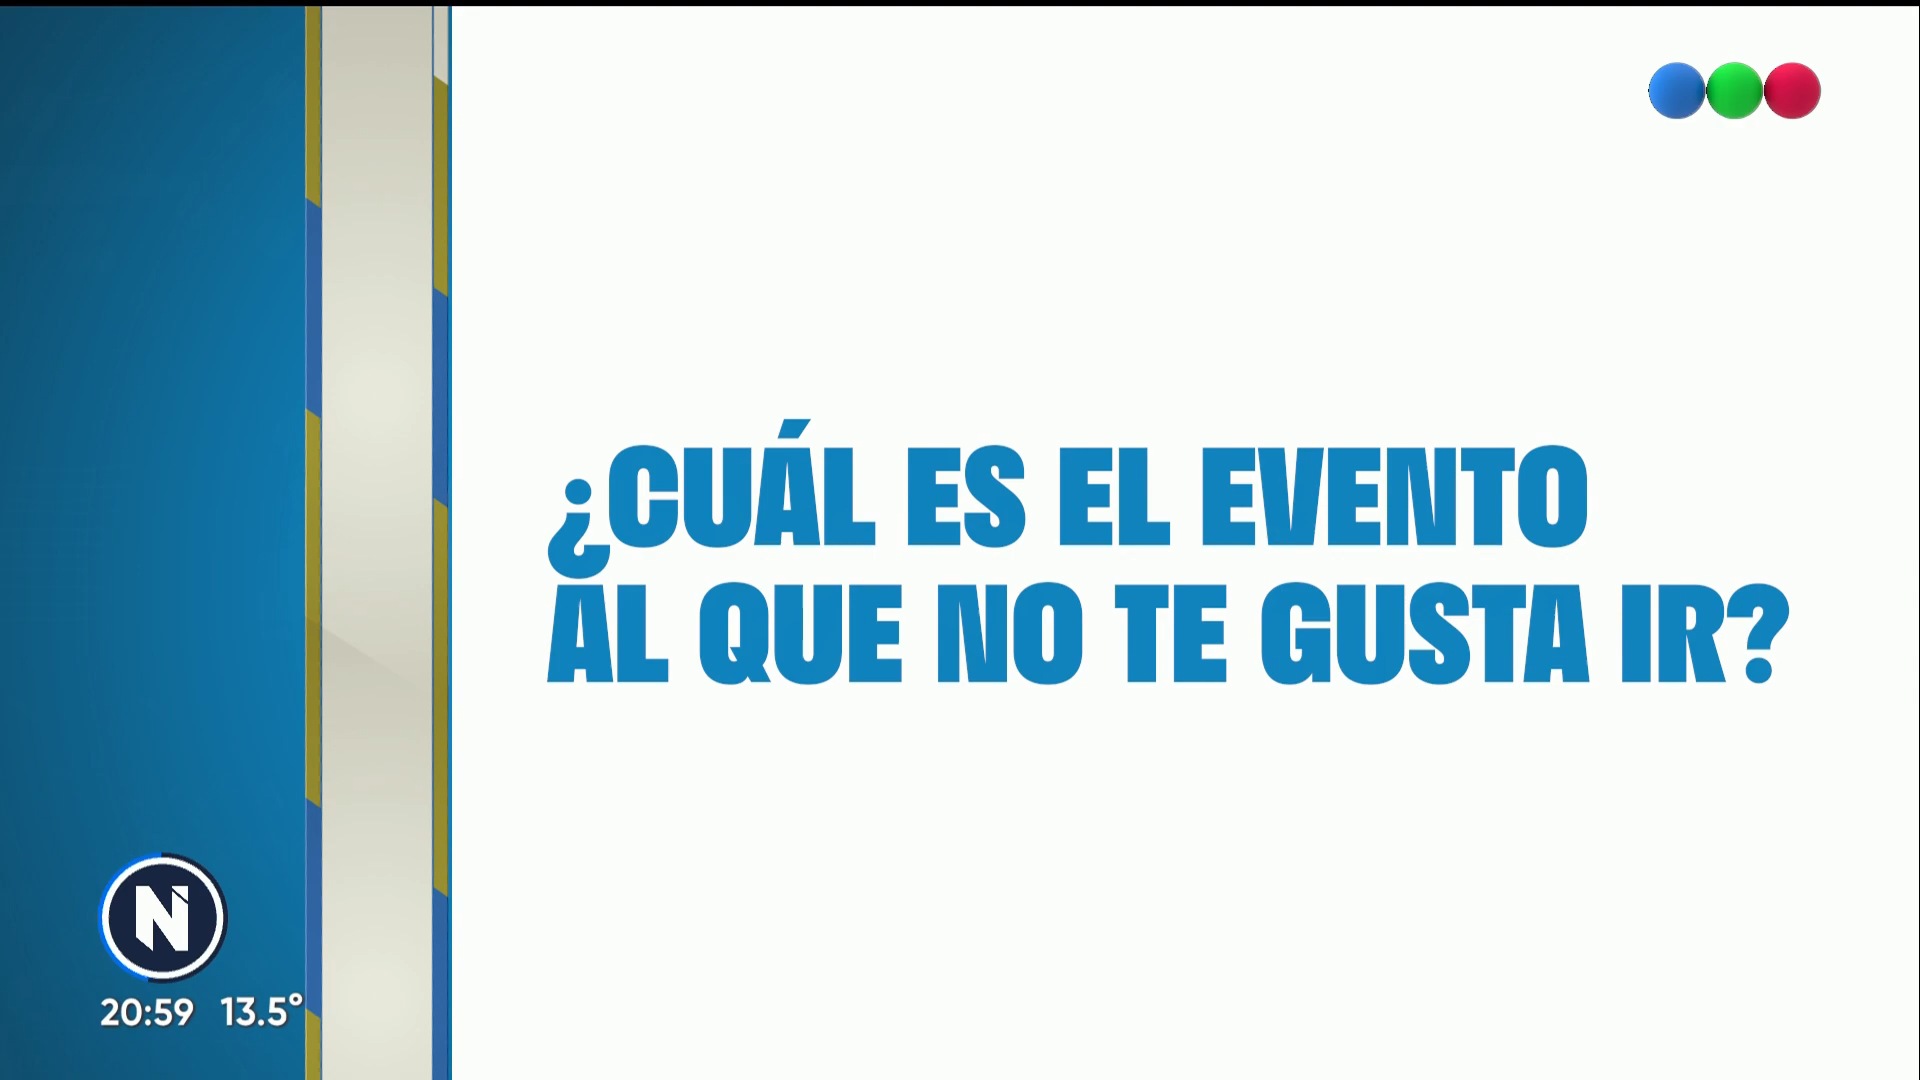 ¿CUÁL ES EL EVENTO
AL QUE NO TE GUSTA IR?
N
20:59 13.5°